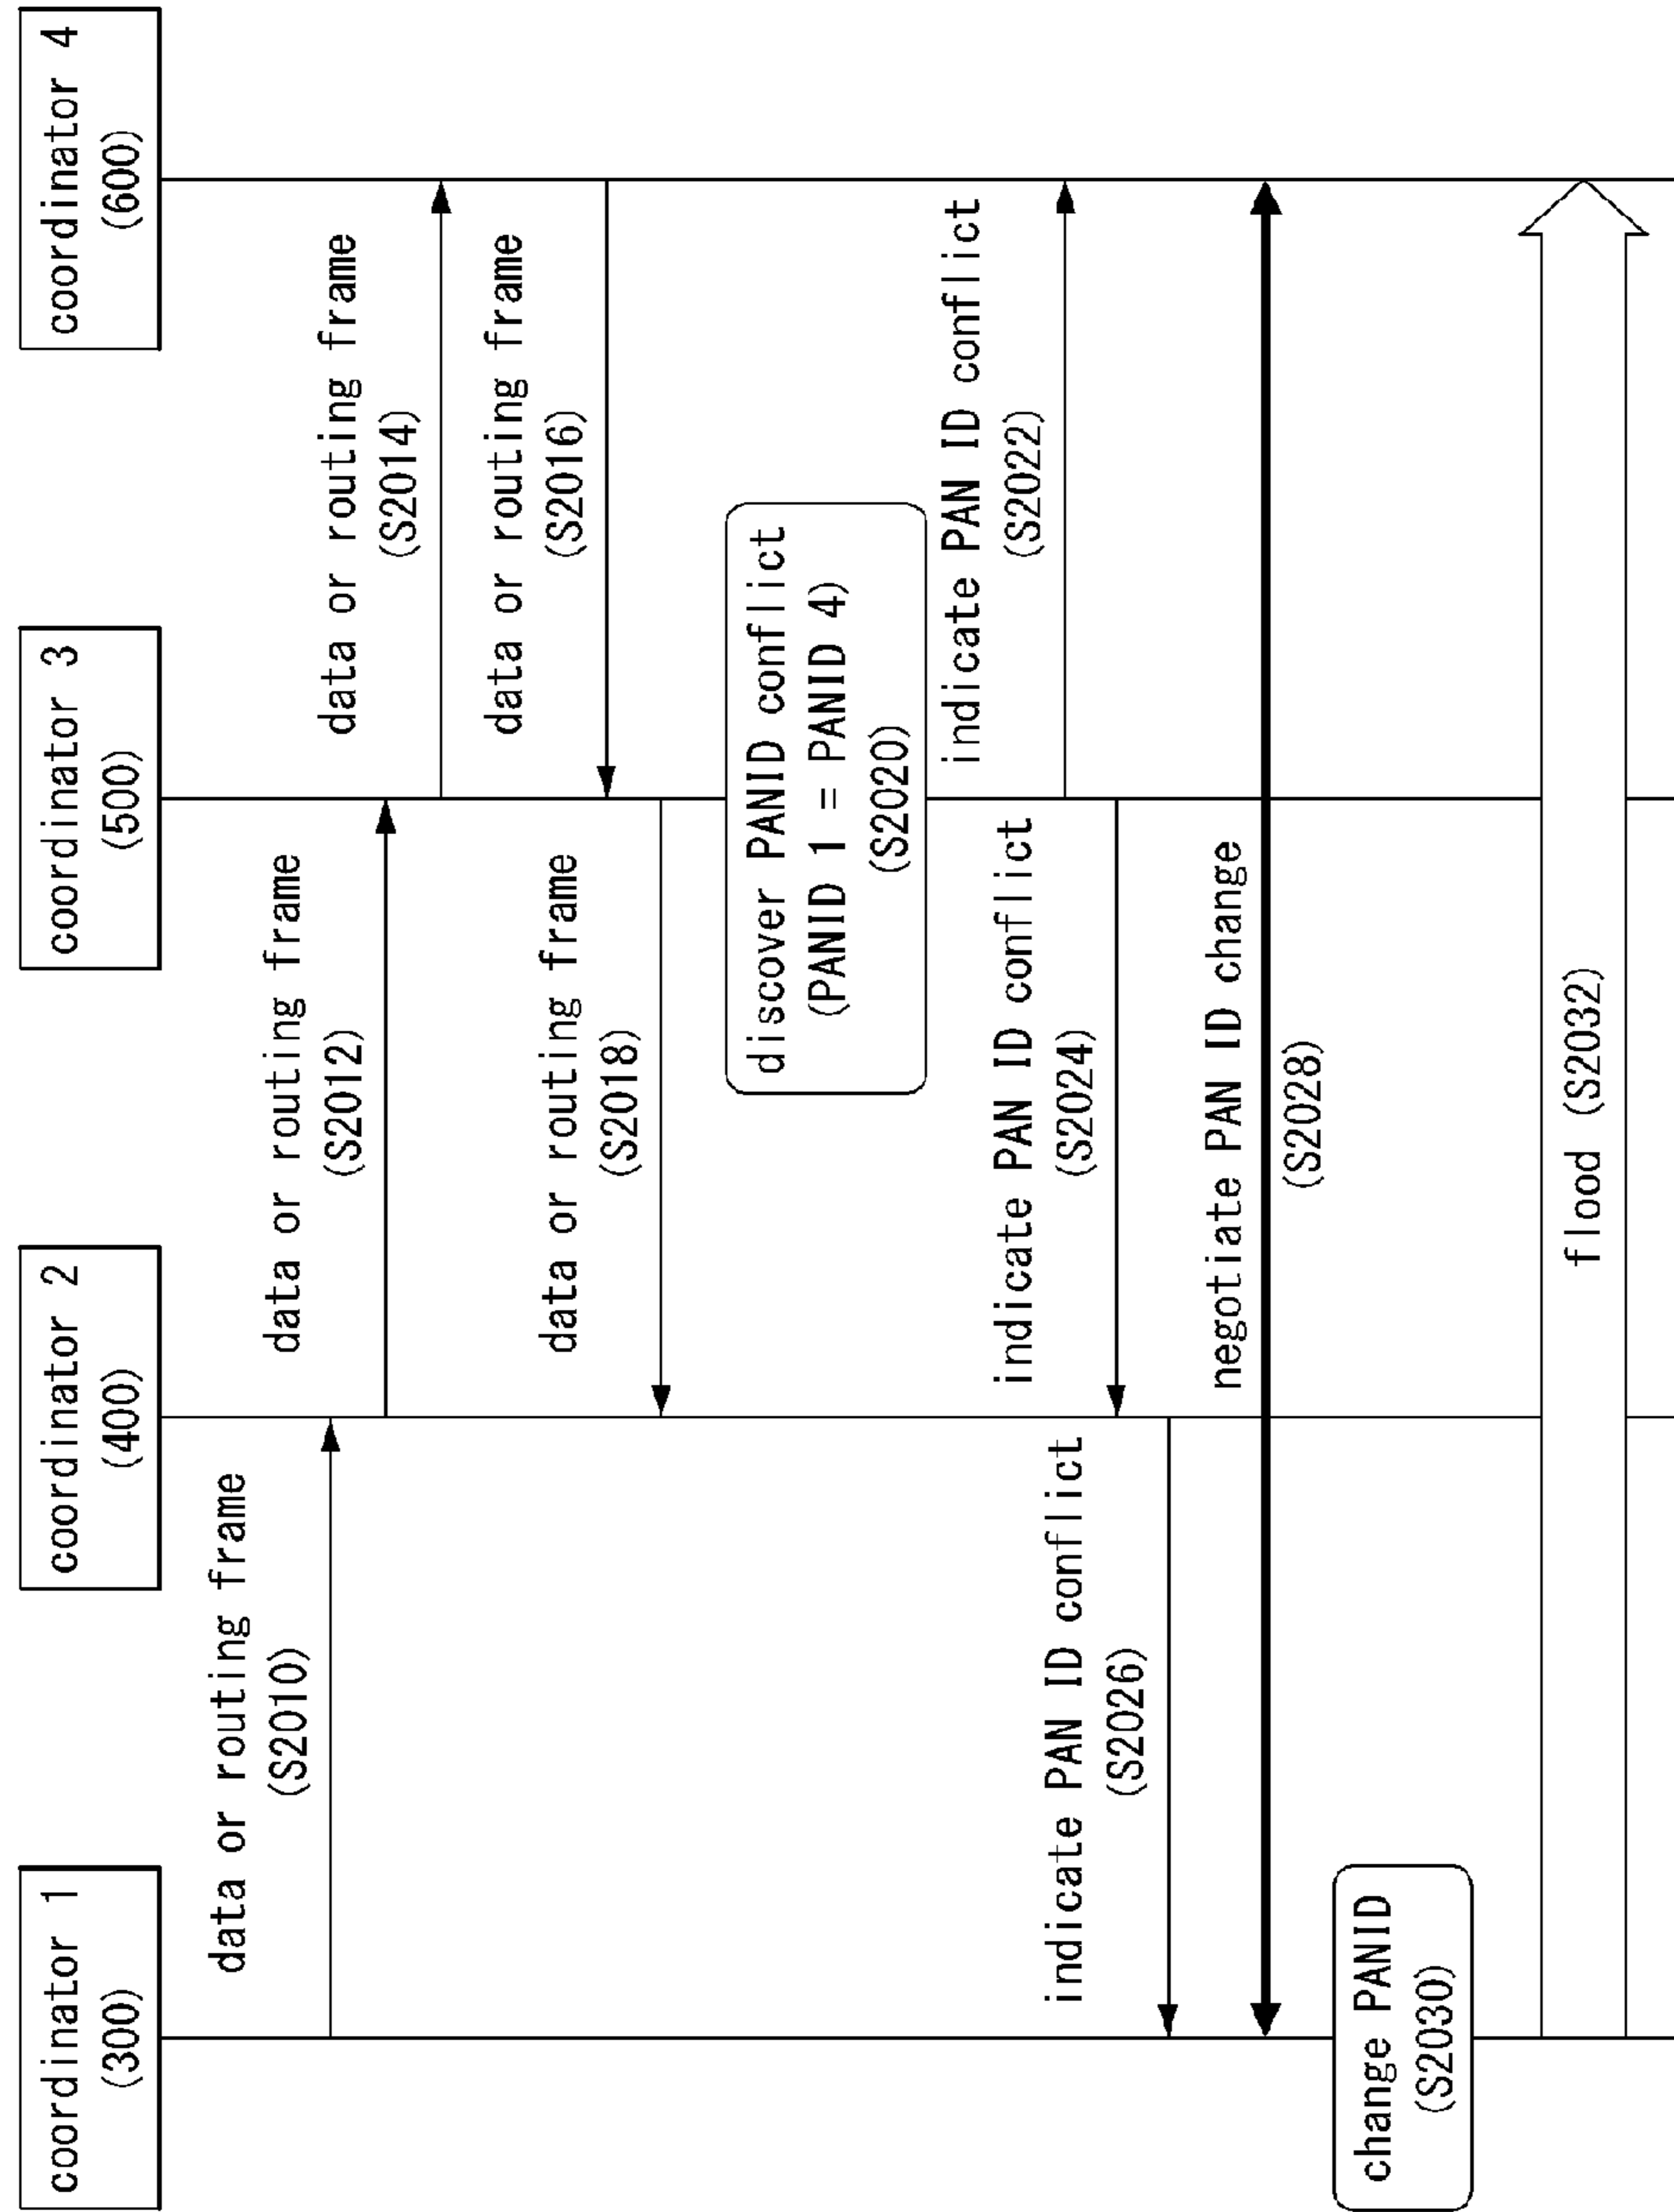 coordinator 1
(300)
coordinator 2
(400)
coordinator 3
(500)
coordinator 4
(600)
data or routing frame
(S2010)
data or routing frame
(S2012)
data or routing frame
(S2014)
data or routing frame
(S2016)
data or routing frame
(S2018)
discover PANID conflict
(PANID 1 = PANID 4)
(S2020)
indicate PAN ID conflict
(S2022)
indicate PAN ID conflict
(S2024)
indicate PAN ID conflict
(S2026)
negotiate PAN ID change
(S2028)
change PANID
(S2030)
flood (S2032)